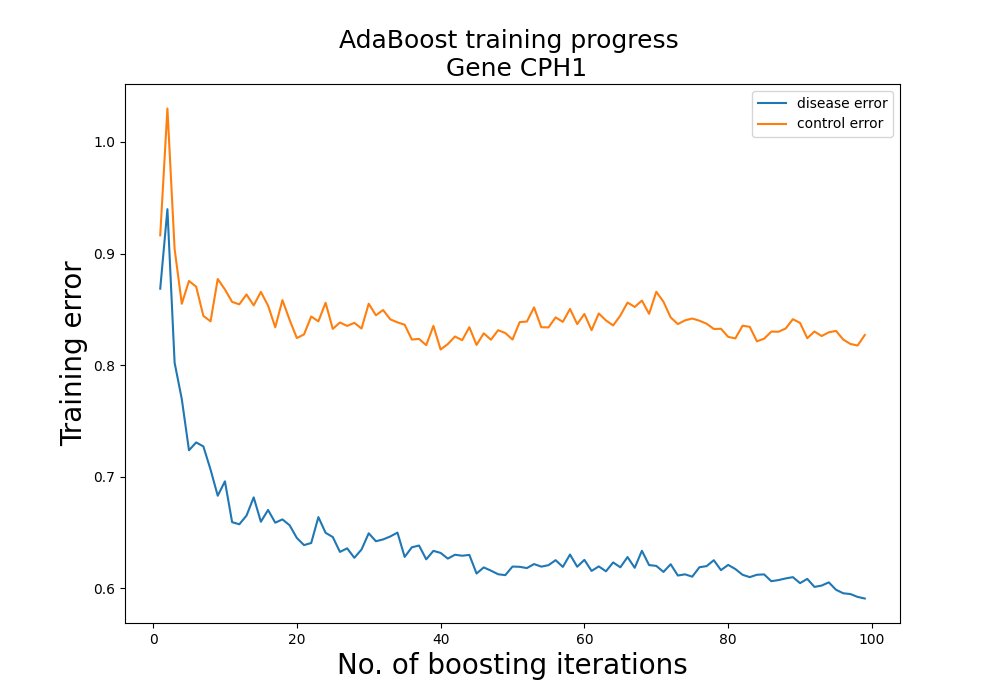 AdaBoost training progress
Gene CPH1
disease error
control error
Training error
1.0
0.9
0.8
0.7
0.6
0 20 40 60 80 100
No. of boosting iterations